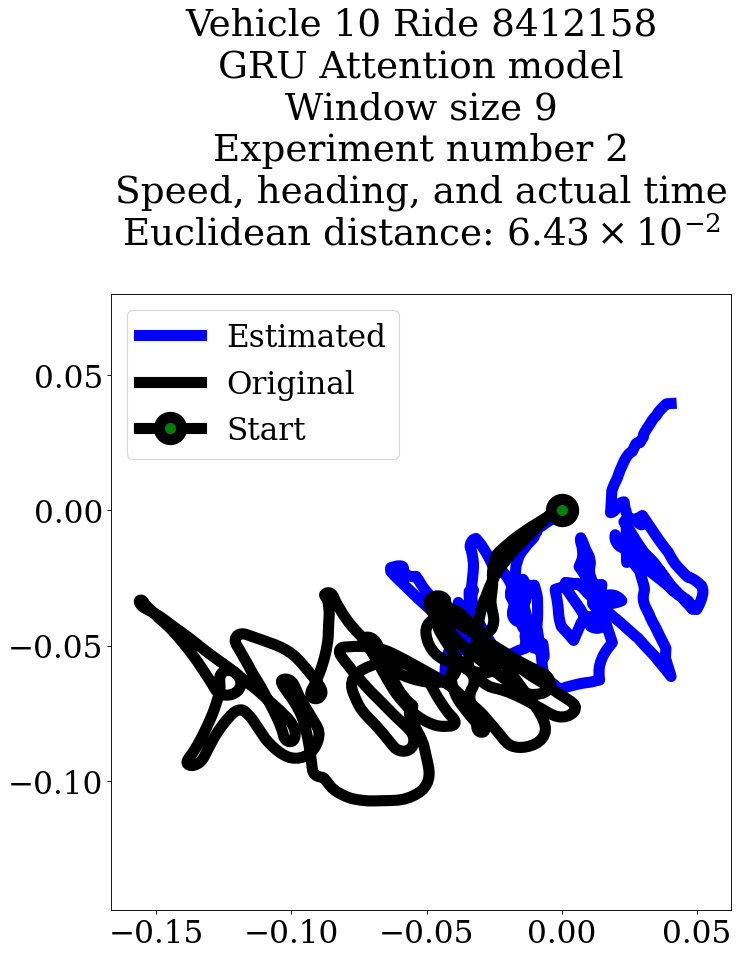 Vehicle 10 Ride 8412158
GRU Attention model
Window size 9
Experiment number 2
Speed, heading, and actual time
Euclidean distance: 6.43 × 10⁻²
Estimated
Original
Start
0.05
0.00
−0.05
−0.10
−0.15 −0.10 −0.05 0.00 0.05